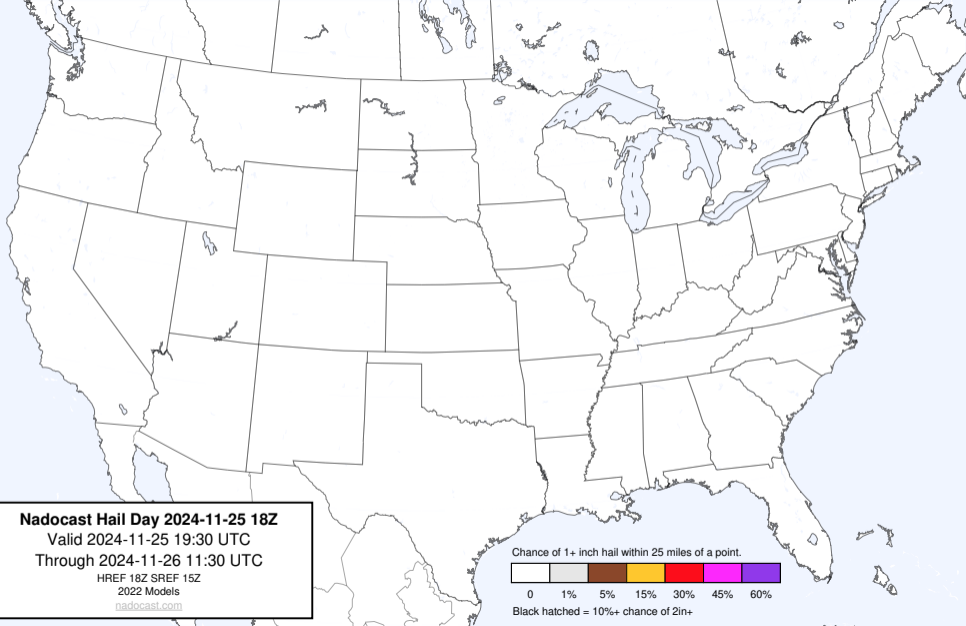 Nadocast Hail Day 2024-11-25 18Z
Valid 2024-11-25 19:30 UTC
Through 2024-11-26 11:30 UTC
HREF 18Z SREF 15Z
2022 Models
nadocast.com
Chance of 1+ inch hail within 25 miles of a point.
0 1% 5% 15% 30% 45% 60%
Black hatched = 10%+ chance of 2in+